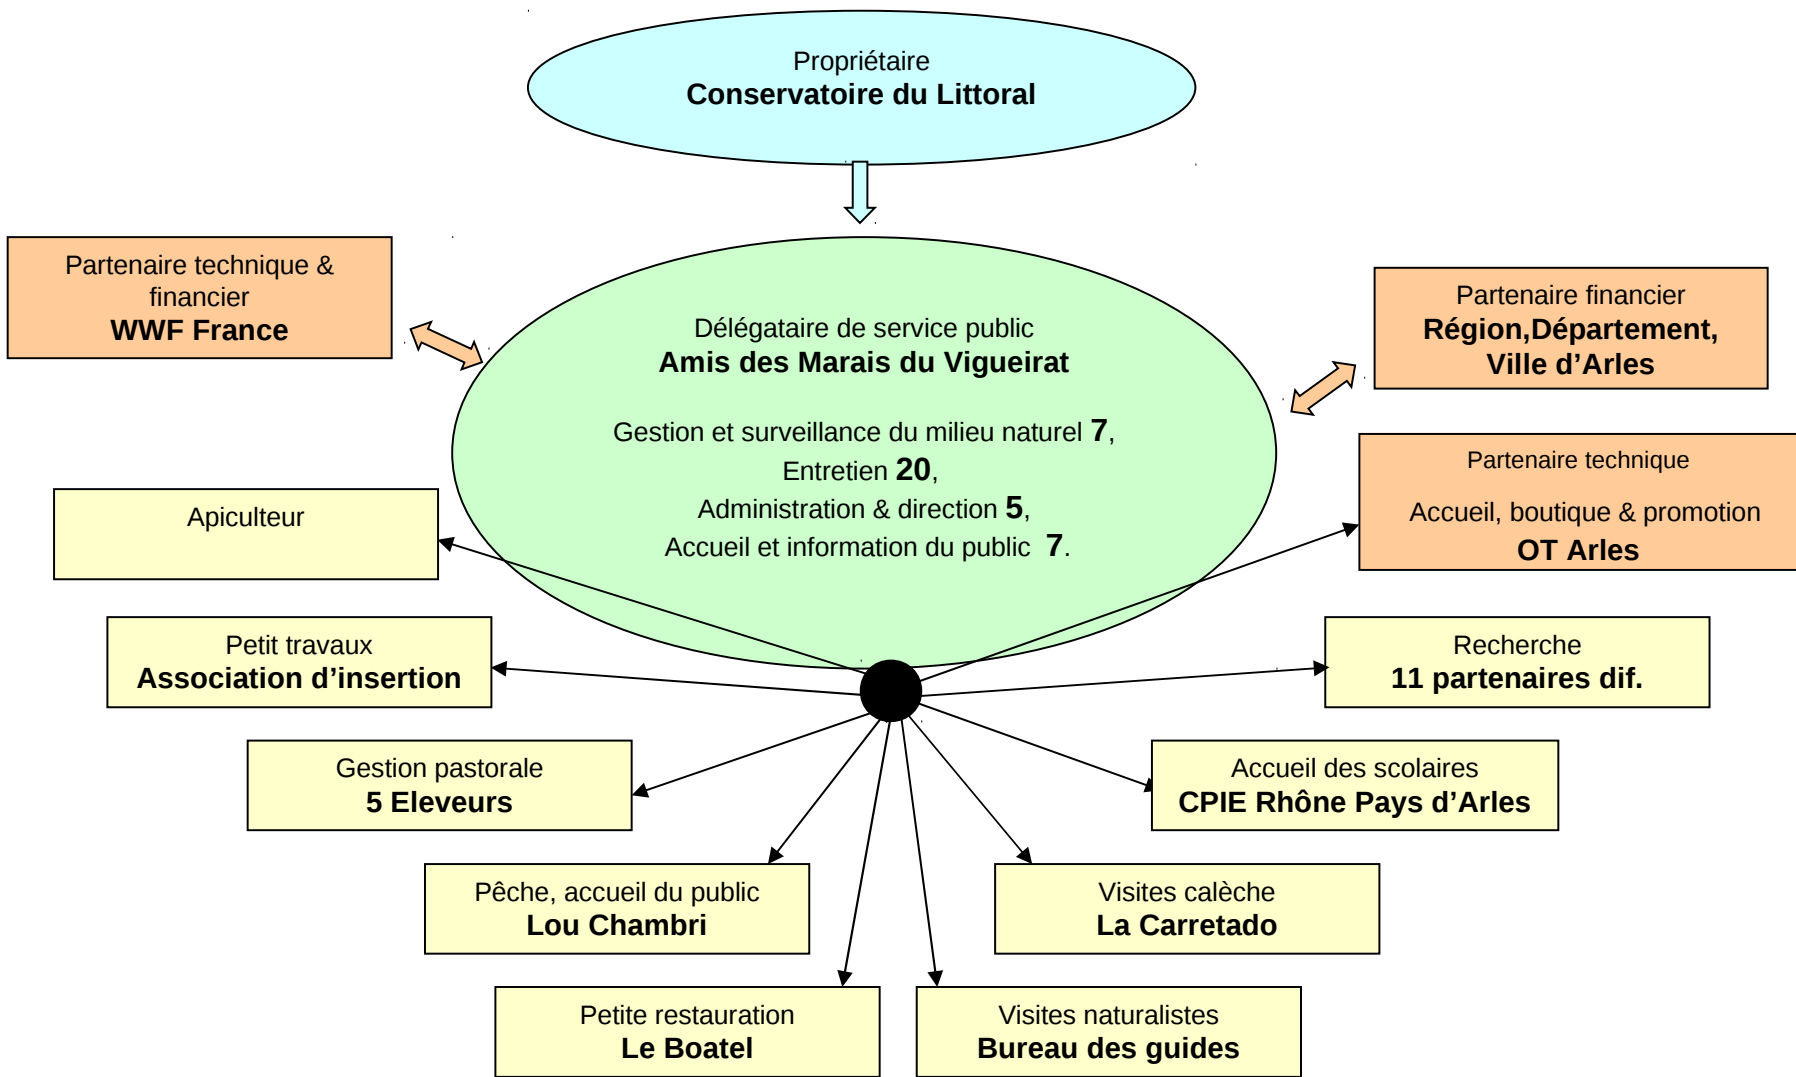 Propriétaire
Conservatoire du Littoral
Partenaire technique &
financier
WWF France
Délégataire de service public
Amis des Marais du Vigueirat
Gestion et surveillance du milieu naturel 7,
Entretien 20,
Administration & direction 5,
Accueil et information du public 7.
Partenaire financier
Région,Département,
Ville d’Arles
Partenaire technique
Accueil, boutique & promotion
OT Arles
Apiculteur
Petit travaux
Association d’insertion
Recherche
11 partenaires dif.
Gestion pastorale
5 Eleveurs
Accueil des scolaires
CPIE Rhône Pays d’Arles
Pêche, accueil du public
Lou Chambri
Visites calèche
La Carretado
Petite restauration
Le Boatel
Visites naturalistes
Bureau des guides